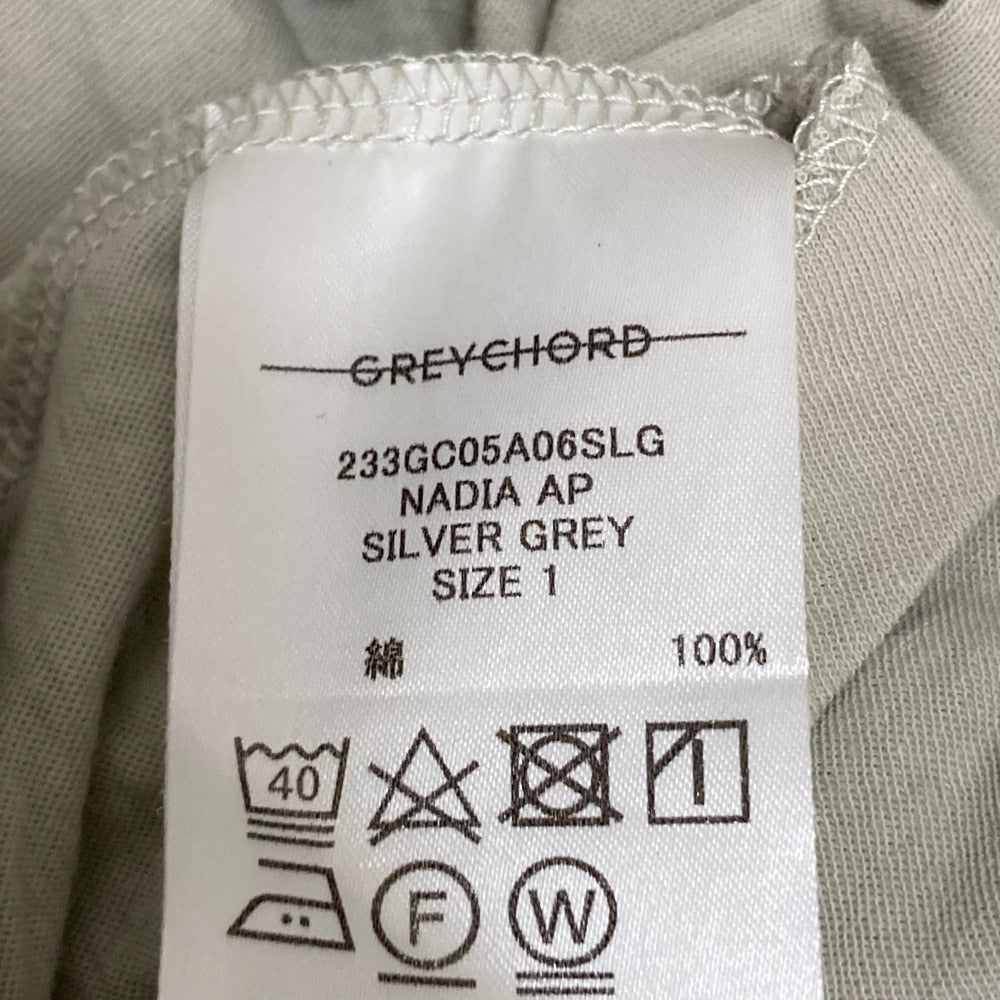 GREYCHORD
233GC05A06SLG
NADIA AP
SILVER GREY
SIZE 1
綿 100%
40
F W